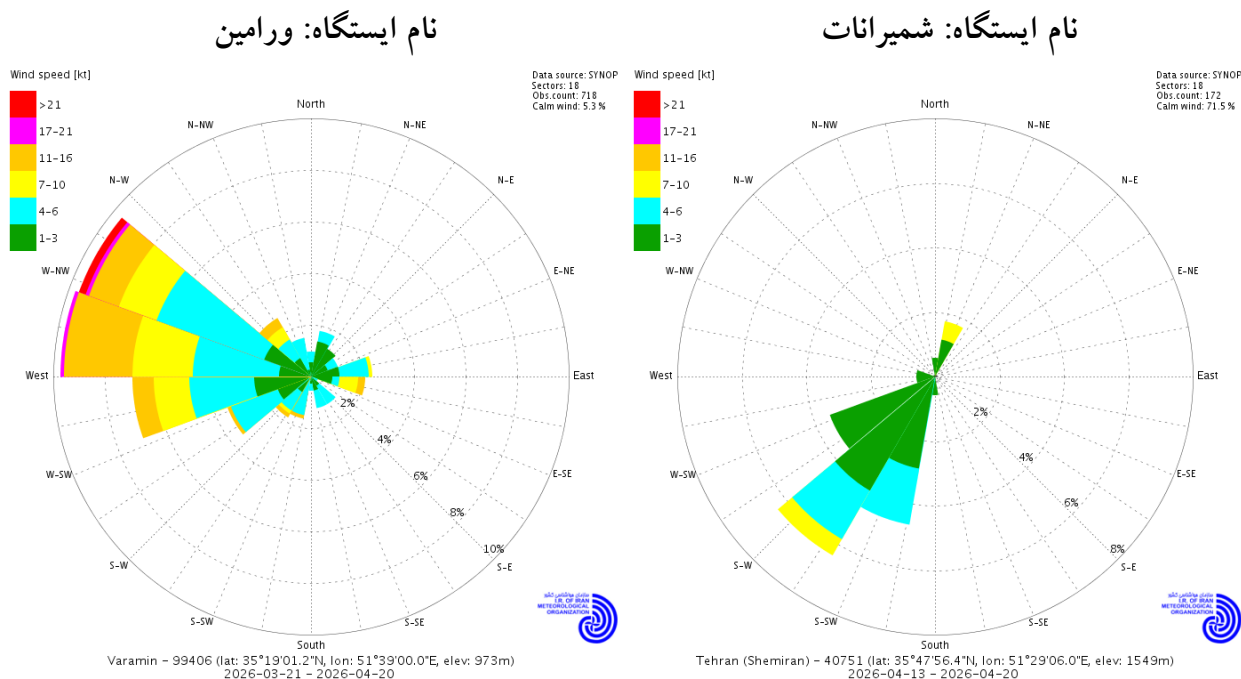 نام ایستگاه: ورامین
Wind speed [kt]
>21
17-21
11-16
7-10
4-6
1-3
Data source: SYNOP
Sectors: 18
Obs.count: 718
Calm wind: 5.3 %
North
N-NW
N-NE
N-W
N-E
W-NW
E-NE
West
East
W-SW
E-SE
S-W
S-E
S-SW
S-SE
South
2%
4%
6%
8%
10%
سازمان هواشناسی کشور
I.R. OF IRAN
METEOROLOGICAL
ORGANIZATION
Varamin - 99406 (lat: 35°19'01.2"N, lon: 51°39'00.0"E, elev: 973m)
2026-03-21 - 2026-04-20
نام ایستگاه: شمیرانات
Wind speed [kt]
>21
17-21
11-16
7-10
4-6
1-3
Data source: SYNOP
Sectors: 18
Obs.count: 172
Calm wind: 71.5 %
North
N-NW
N-NE
N-W
N-E
W-NW
E-NE
West
East
W-SW
E-SE
S-W
S-E
S-SW
S-SE
South
2%
4%
6%
8%
سازمان هواشناسی کشور
I.R. OF IRAN
METEOROLOGICAL
ORGANIZATION
Tehran (Shemiran) - 40751 (lat: 35°47'56.4"N, lon: 51°29'06.0"E, elev: 1549m)
2026-04-13 - 2026-04-20